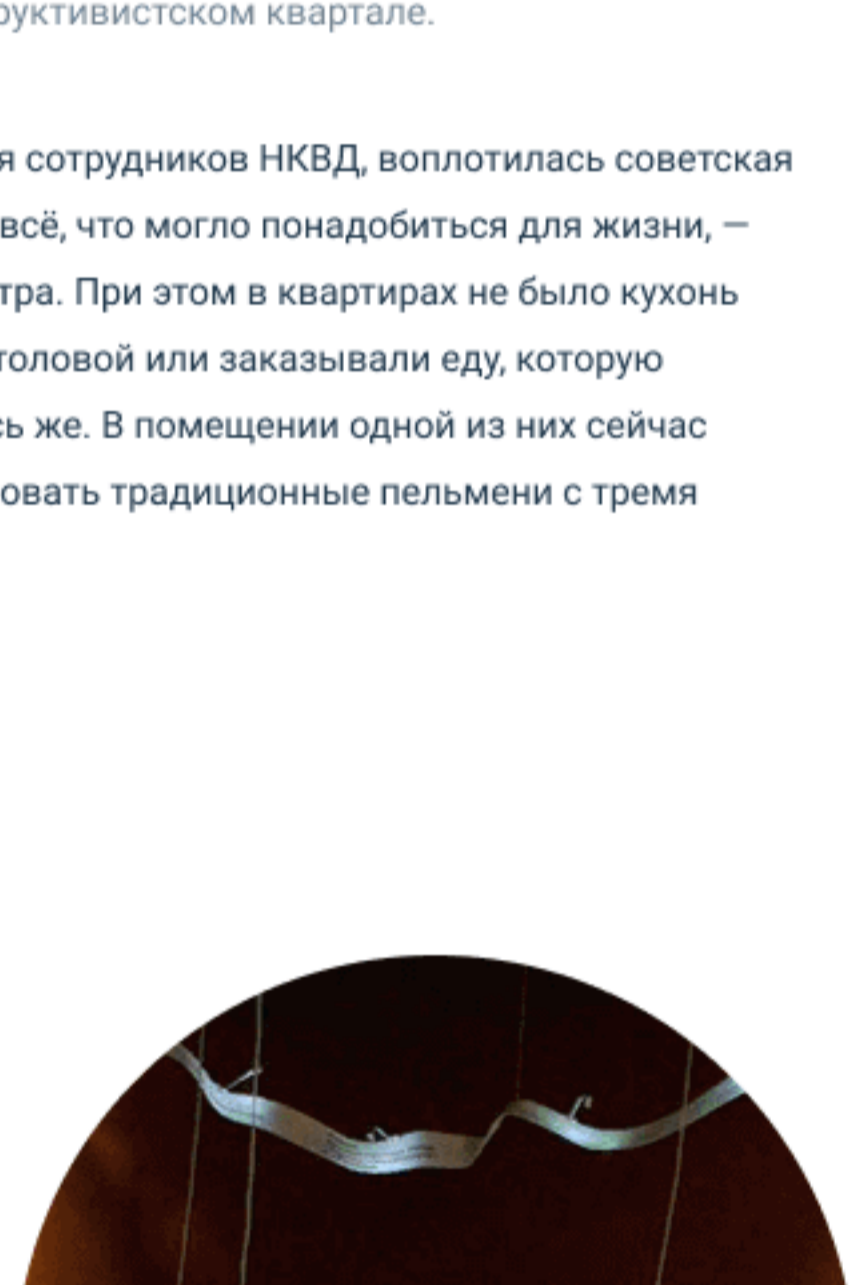 руктивистском квартале.
я сотрудников НКВД, воплотилась советская
всё, что могло понадобиться для жизни, —
тра. При этом в квартирах не было кухонь
толовой или заказывали еду, которую
сь же. В помещении одной из них сейчас
овать традиционные пельмени с тремя